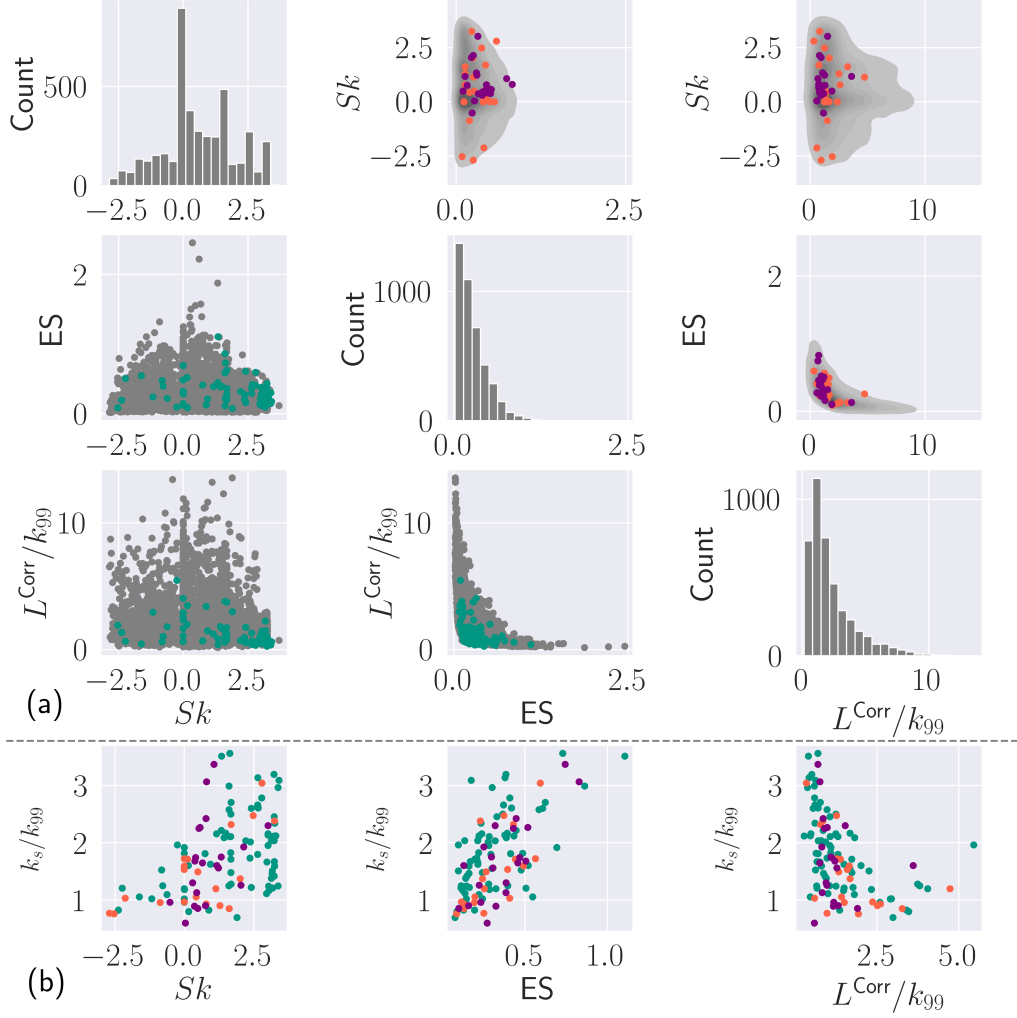 Count
500
0
−2.5 0.0 2.5
Sk
2.5
0.0
−2.5
0.0 2.5
Sk
2.5
0.0
−2.5
0 10
ES
2
0
−2.5 0.0 2.5
Count
1000
0
0.0 2.5
ES
2
0
0 10
L^Corr/k_99
10
0
−2.5 0.0 2.5
Sk
L^Corr/k_99
10
0
0.0 2.5
ES
Count
1000
0
0 10
L^Corr/k_99
(a)
k_s/k_99
3
2
1
−2.5 0.0 2.5
Sk
k_s/k_99
3
2
1
0.5 1.0
ES
k_s/k_99
3
2
1
2.5 5.0
L^Corr/k_99
(b)